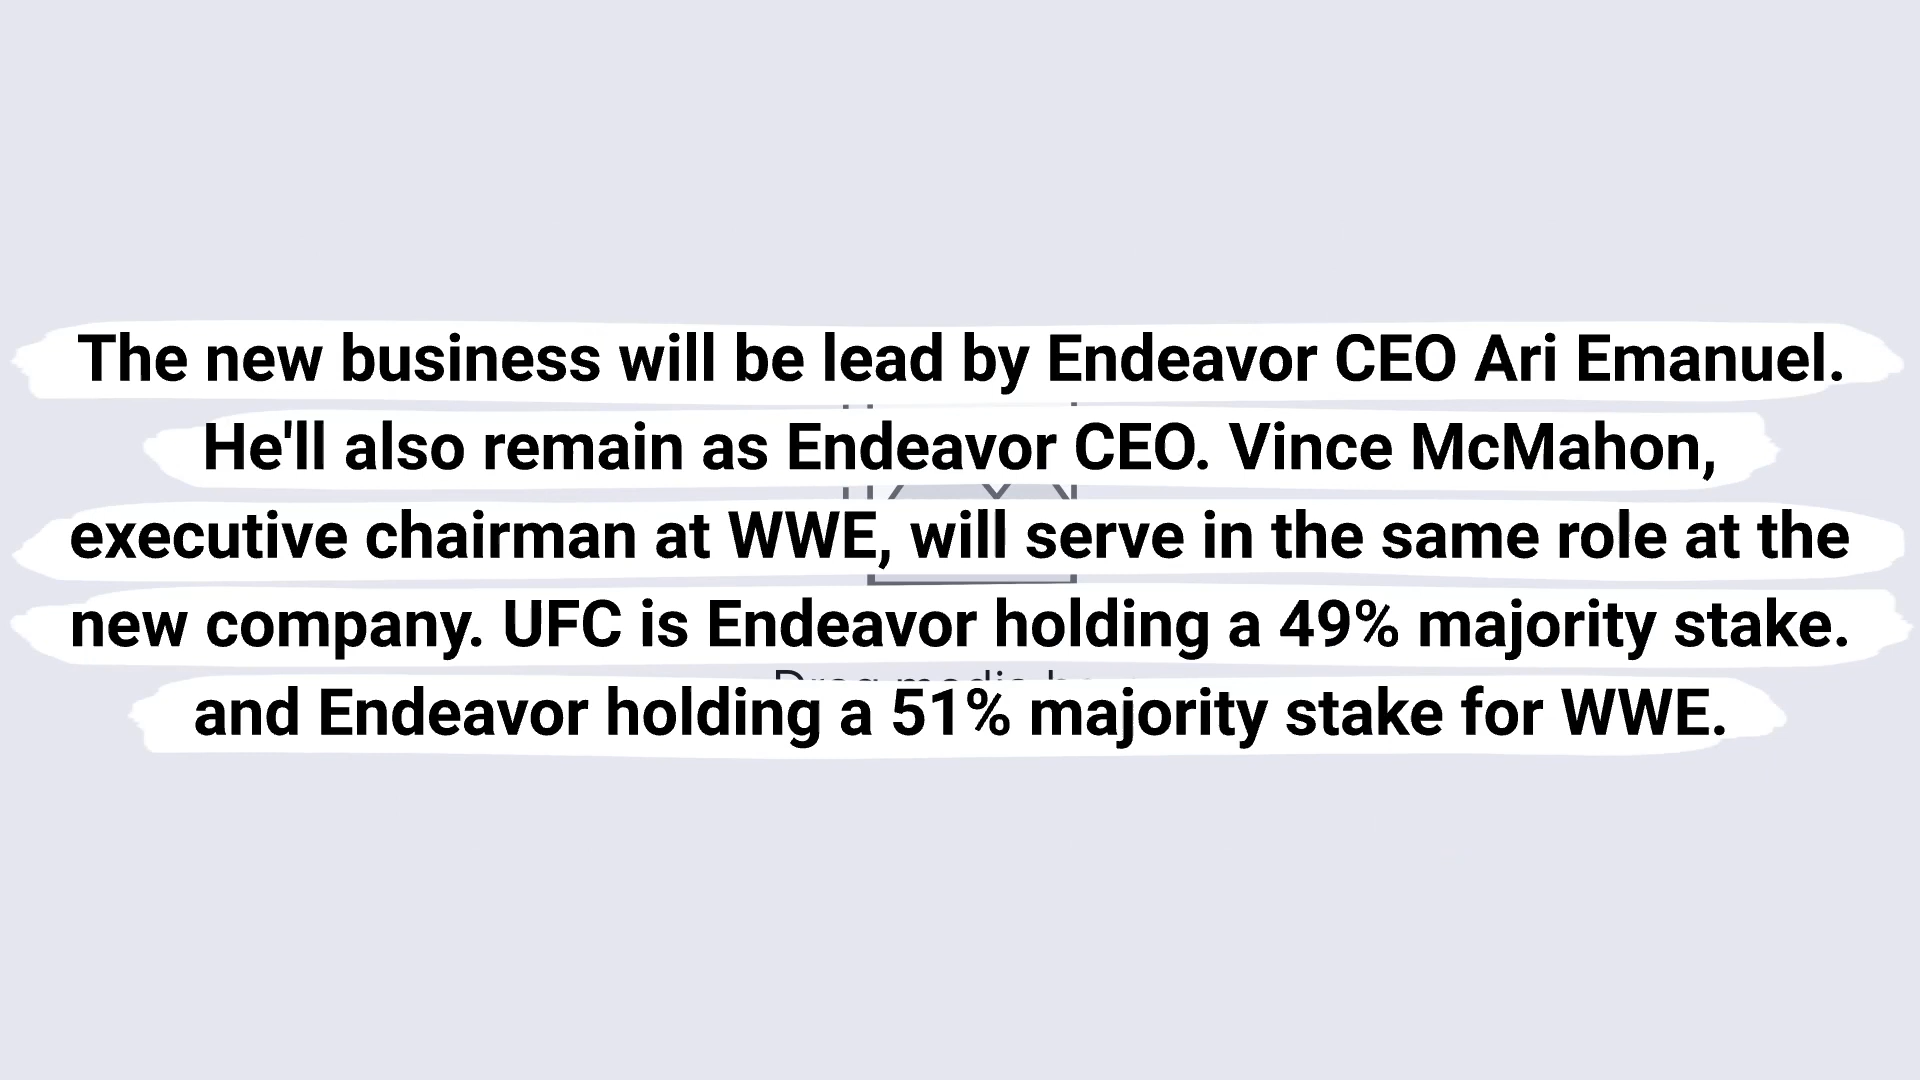 The new business will be lead by Endeavor CEO Ari Emanuel.
He'll also remain as Endeavor CEO. Vince McMahon,
executive chairman at WWE, will serve in the same role at the
new company. UFC is Endeavor holding a 49% majority stake.
and Endeavor holding a 51% majority stake for WWE.